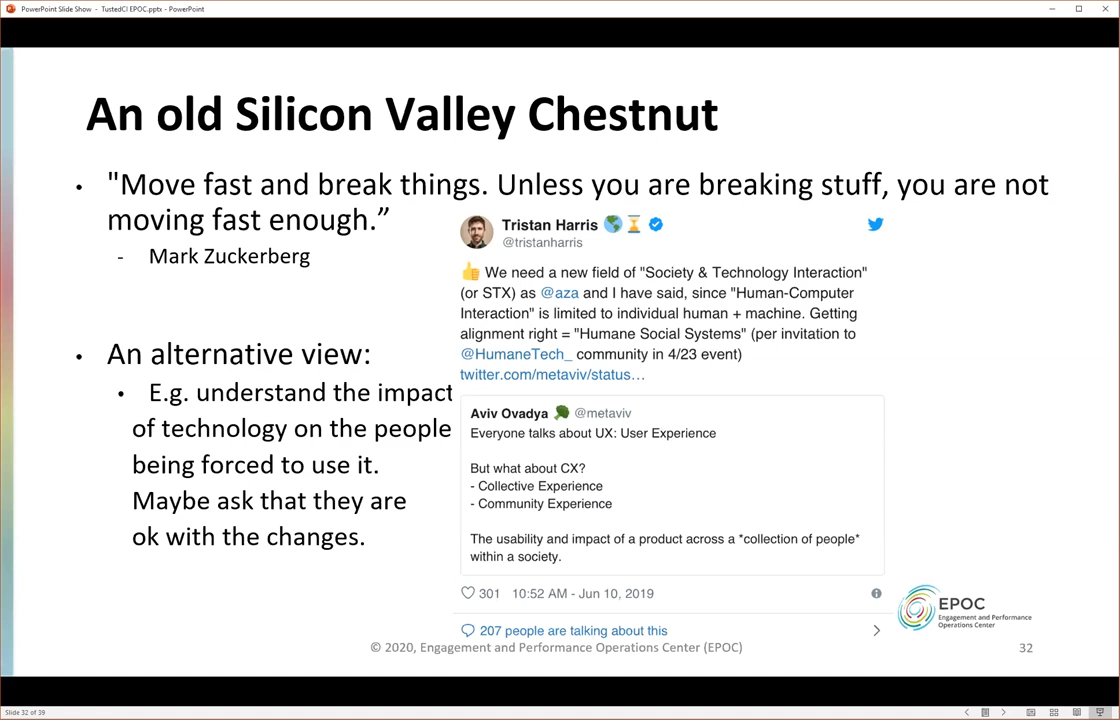 PowerPoint Slide Show - TustedCI EPOC.pptx - PowerPoint
An old Silicon Valley Chestnut
• "Move fast and break things. Unless you are breaking stuff, you are not
moving fast enough.”
- Mark Zuckerberg
• An alternative view:
• E.g. understand the impact
of technology on the people
being forced to use it.
Maybe ask that they are
ok with the changes.
Tristan Harris
@tristanharris
We need a new field of "Society & Technology Interaction"
(or STX) as @aza and I have said, since "Human-Computer
Interaction" is limited to individual human + machine. Getting
alignment right = "Humane Social Systems" (per invitation to
@HumaneTech_ community in 4/23 event)
twitter.com/metaviv/status…
Aviv Ovadya @metaviv
Everyone talks about UX: User Experience
But what about CX?
- Collective Experience
- Community Experience
The usability and impact of a product across a *collection of people*
within a society.
301 10:52 AM - Jun 10, 2019
207 people are talking about this
EPOC
Engagement and Performance
Operations Center
© 2020, Engagement and Performance Operations Center (EPOC)
32
Slide 32 of 39